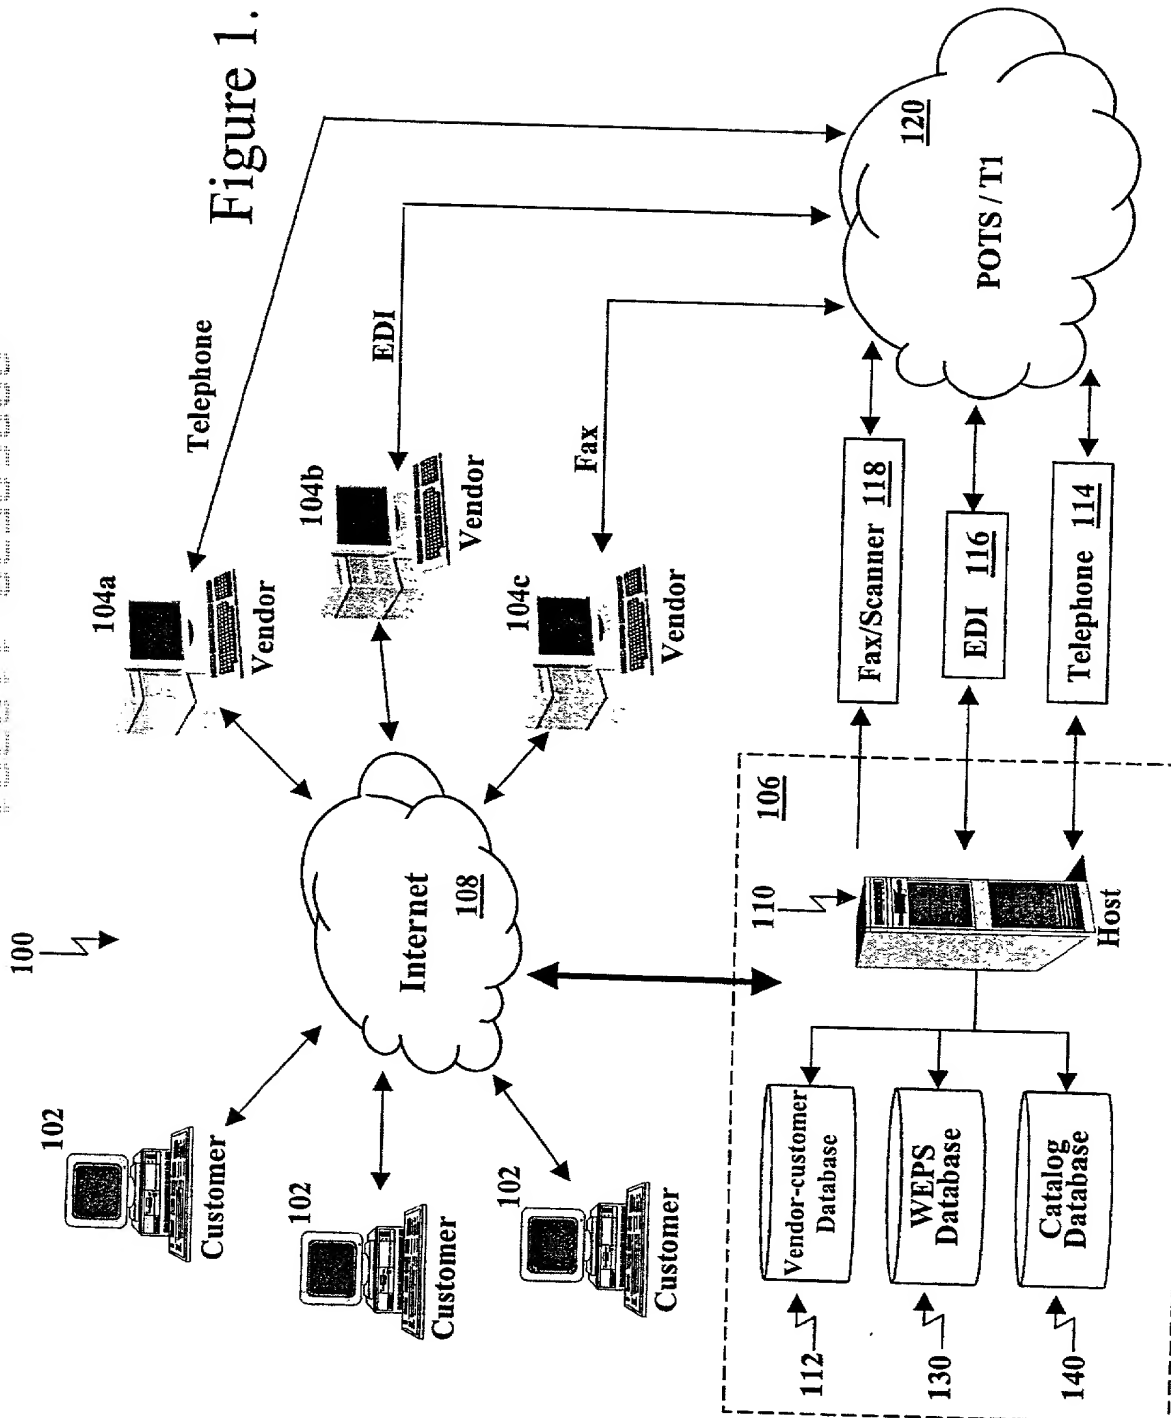 Figure 1.
100
102
Customer
102
Customer
102
Customer
Internet
108
104a
Vendor
104b
Vendor
104c
Vendor
Telephone
EDI
Fax
106
110
Host
112
Vendor-customer
Database
130
WEPS
Database
140
Catalog
Database
Fax/Scanner 118
EDI 116
Telephone 114
120
POTS / T1